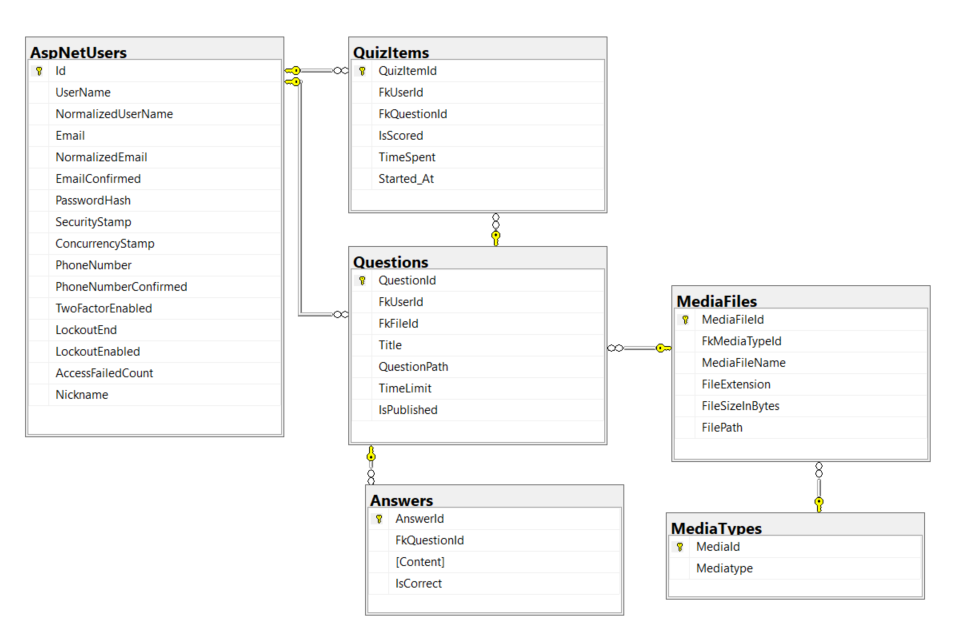 AspNetUsers
Id
UserName
NormalizedUserName
Email
NormalizedEmail
EmailConfirmed
PasswordHash
SecurityStamp
ConcurrencyStamp
PhoneNumber
PhoneNumberConfirmed
TwoFactorEnabled
LockoutEnd
LockoutEnabled
AccessFailedCount
Nickname
QuizItems
QuizItemId
FkUserId
FkQuestionId
IsScored
TimeSpent
Started_At
Questions
QuestionId
FkUserId
FkFileId
Title
QuestionPath
TimeLimit
IsPublished
MediaFiles
MediaFileId
FkMediaTypeId
MediaFileName
FileExtension
FileSizeInBytes
FilePath
Answers
AnswerId
FkQuestionId
[Content]
IsCorrect
MediaTypes
MediaId
Mediatype